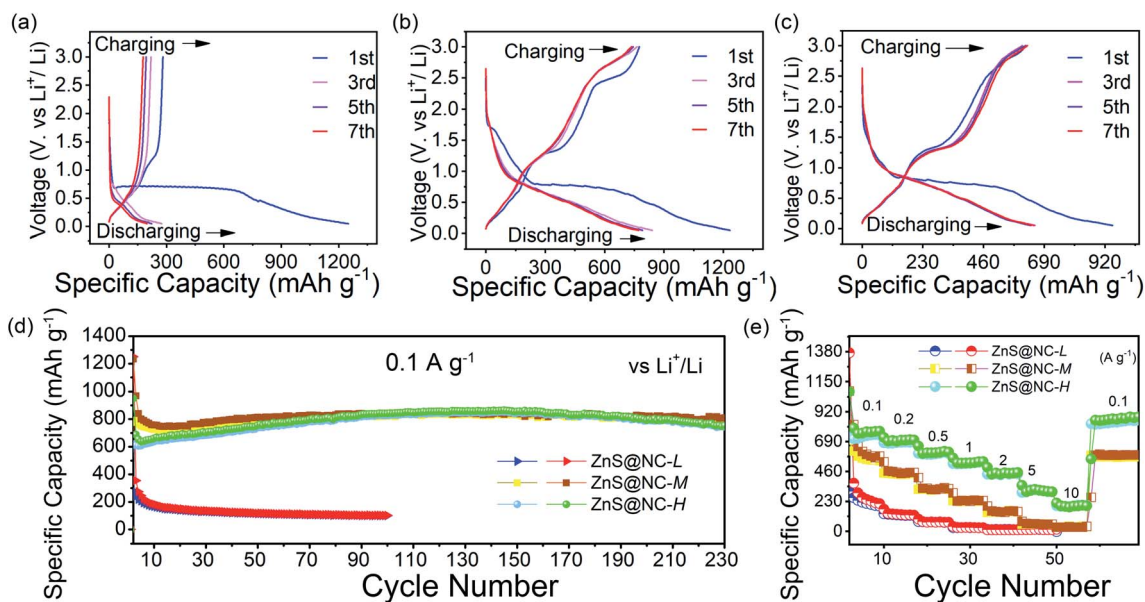 (a)
Charging
1st
3rd
5th
7th
Discharging
Voltage (V. vs Li⁺/ Li)
3.0
2.5
2.0
1.5
1.0
0.5
0.0
0 300 600 900 1200
Specific Capacity (mAh g⁻¹)
(b)
Charging
1st
3rd
5th
7th
Discharging
Voltage (V. vs Li⁺/ Li)
3.0
2.5
2.0
1.5
1.0
0.5
0.0
0 300 600 900 1200
Specific Capacity (mAh g⁻¹)
(c)
Charging
1st
3rd
5th
7th
Discharging
Voltage (V. vs Li⁺/ Li)
3.0
2.5
2.0
1.5
1.0
0.5
0.0
0 230 460 690 920
Specific Capacity (mAh g⁻¹)
(d)
0.1 A g⁻¹ vs Li⁺/Li
ZnS@NC-L
ZnS@NC-M
ZnS@NC-H
Specific Capacity (mAh g⁻¹)
1400
1200
1000
800
600
400
200
0
10 30 50 70 90 110 130 150 170 190 210 230
Cycle Number
(e)
ZnS@NC-L
ZnS@NC-M
ZnS@NC-H
(A g⁻¹)
0.1 0.2 0.5 1 2 5 10 0.1
Specific Capacity (mAh g⁻¹)
1380
1150
920
690
460
230
0
10 30 50
Cycle Number